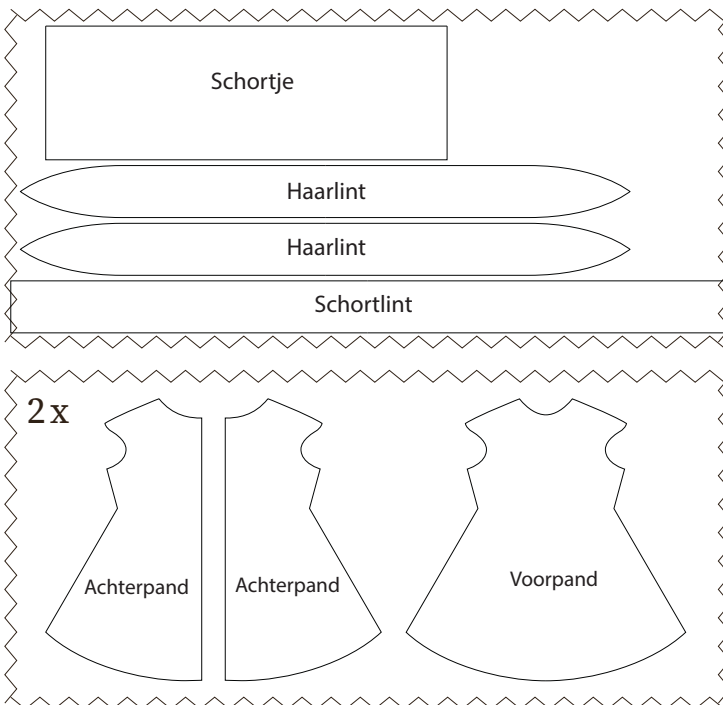 Schortje
Haarlint
Haarlint
Schortlint
2 x
Achterpand
Achterpand
Voorpand